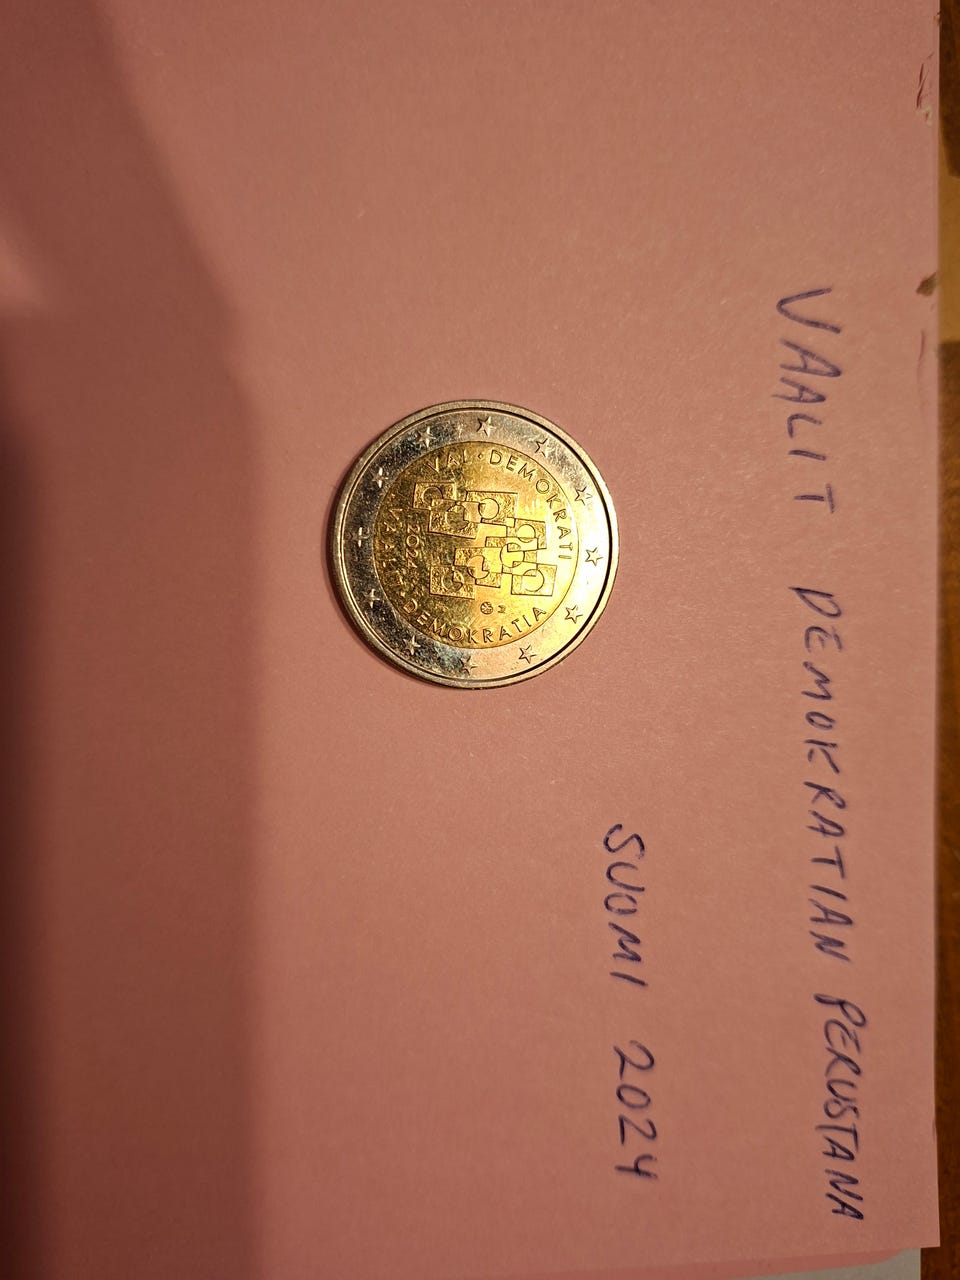 VAALIT DEMOKRATIAN PERUSTANA
SUOMI 2024
VAL · DEMOKRATI
2024
VAALIT · DEMOKRATIA